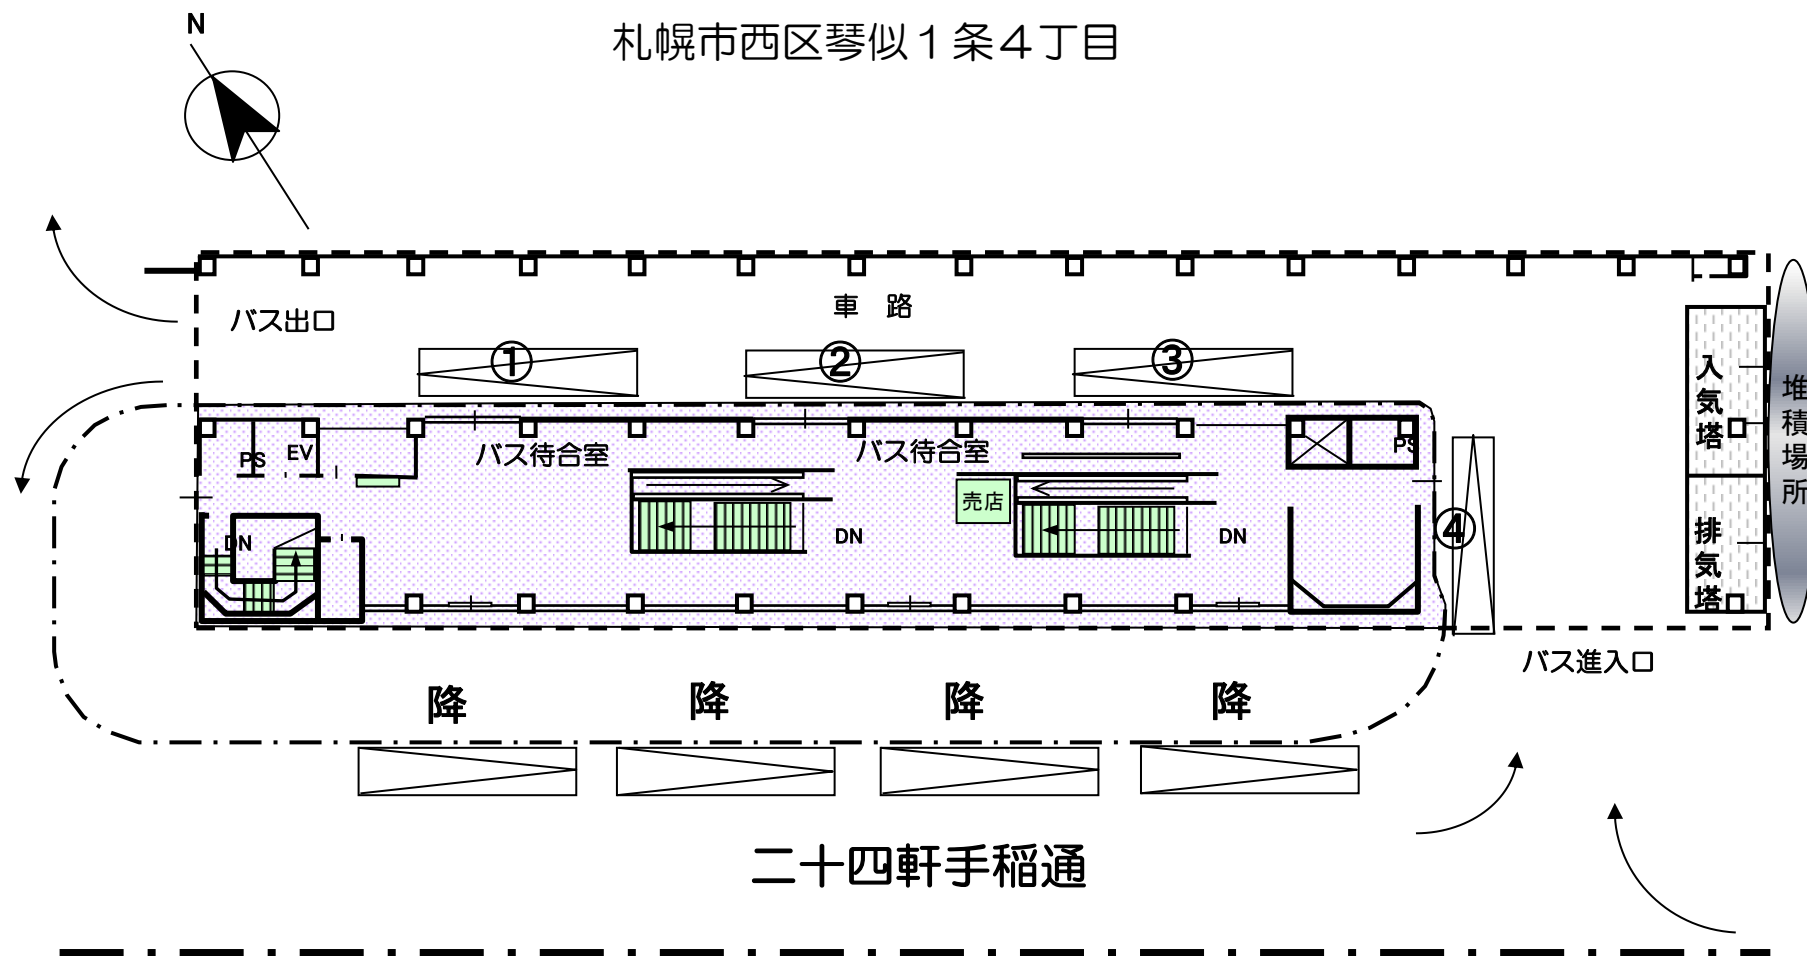 N
札幌市西区琴似１条４丁目
バス出口
車　路
①
②
③
入気塔
堆積場所
PS
EV
バス待合室
バス待合室
PS
売店
DN
DN
DN
④
排気塔
バス進入口
降
降
降
降
二十四軒手稲通